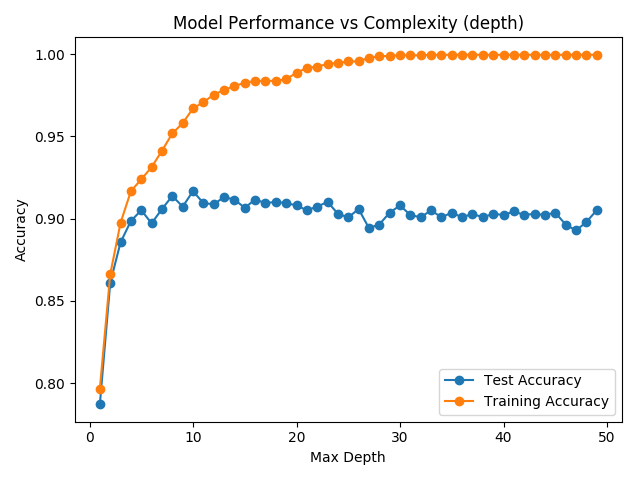 Model Performance vs Complexity (depth)
1.00
0.95
0.90
0.85
0.80
Accuracy
Test Accuracy
Training Accuracy
0 10 20 30 40 50
Max Depth